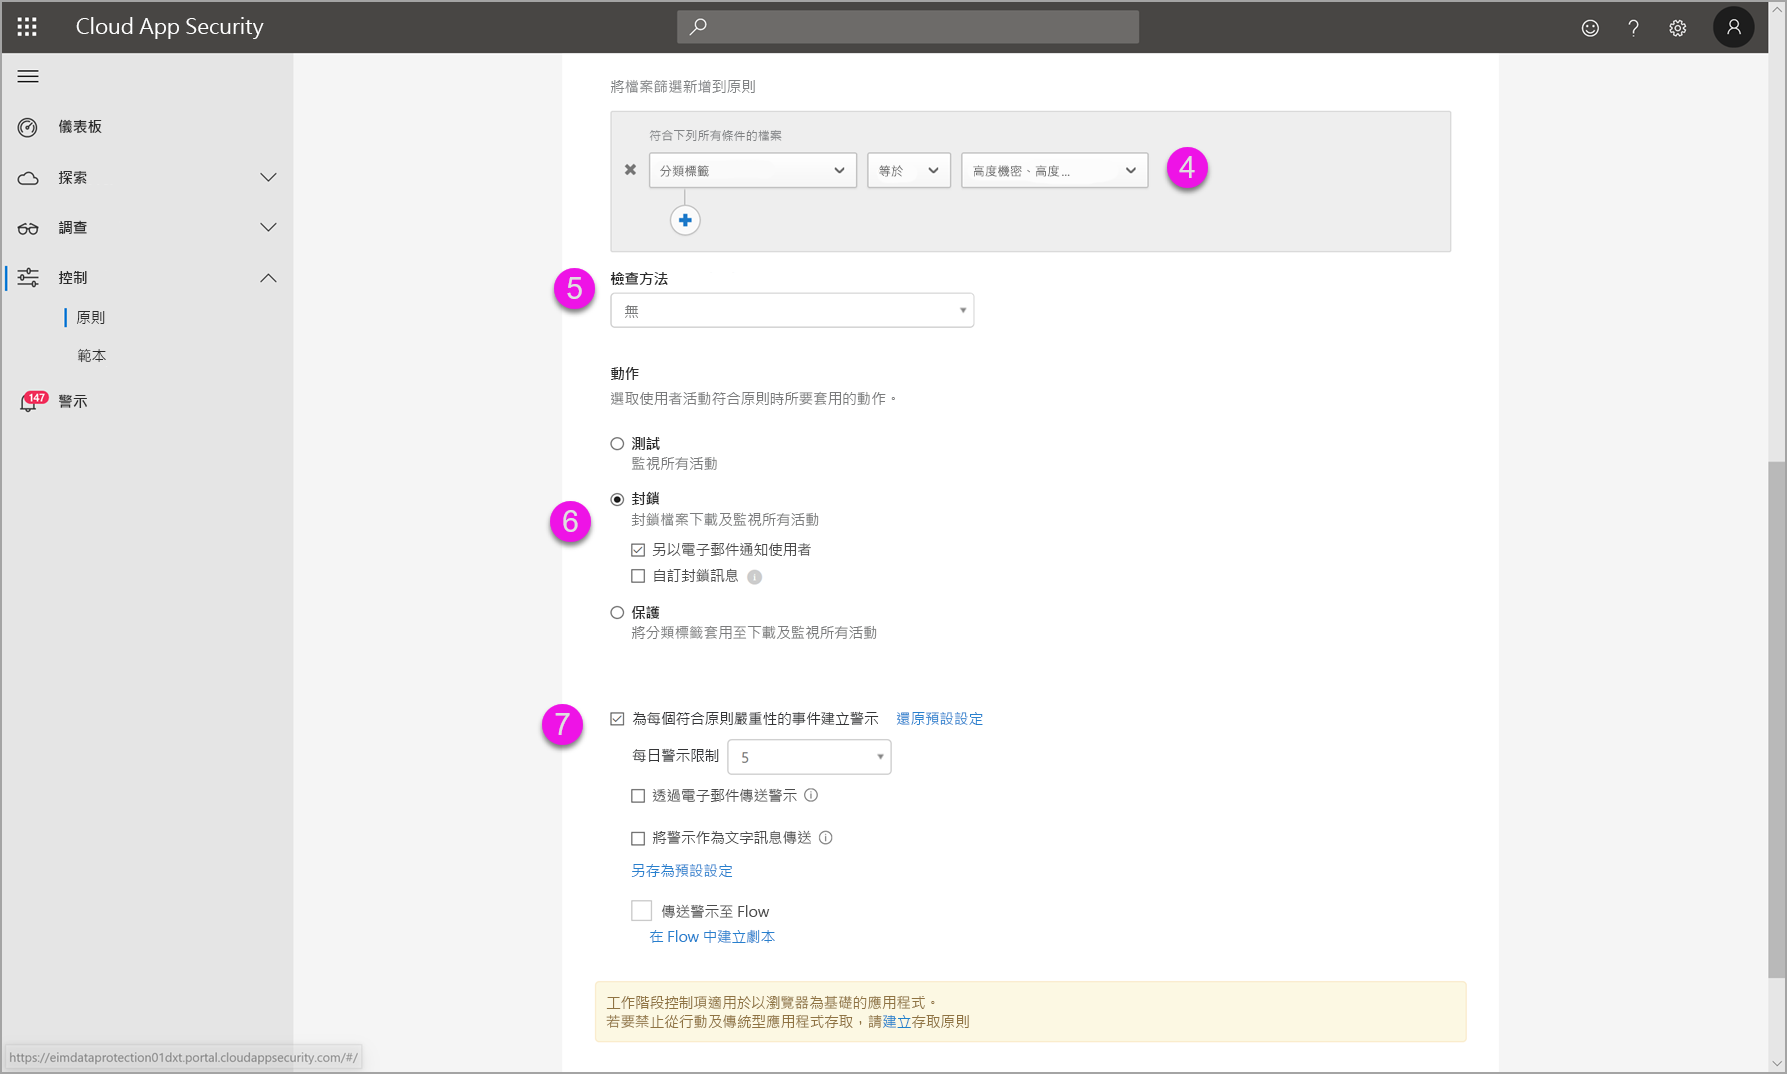 Cloud App Security
儀表板
探索
調查
控制
原則
範本
147
警示
將檔案篩選新增到原則
符合下列所有條件的檔案
分類標籤
等於
高度機密、高度...
4
5
檢查方法
無
動作
選取使用者活動符合原則時所要套用的動作。
測試
監視所有活動
6
封鎖
封鎖檔案下載及監視所有活動
另以電子郵件通知使用者
自訂封鎖訊息
保護
將分類標籤套用至下載及監視所有活動
7
為每個符合原則嚴重性的事件建立警示 還原預設設定
每日警示限制 5
透過電子郵件傳送警示
將警示作為文字訊息傳送
另存為預設設定
傳送警示至 Flow
在 Flow 中建立劇本
工作階段控制項適用於以瀏覽器為基礎的應用程式。
若要禁止從行動及傳統型應用程式存取，請建立存取原則
https://eimdataprotection01dxt.portal.cloudappsecurity.com/#/